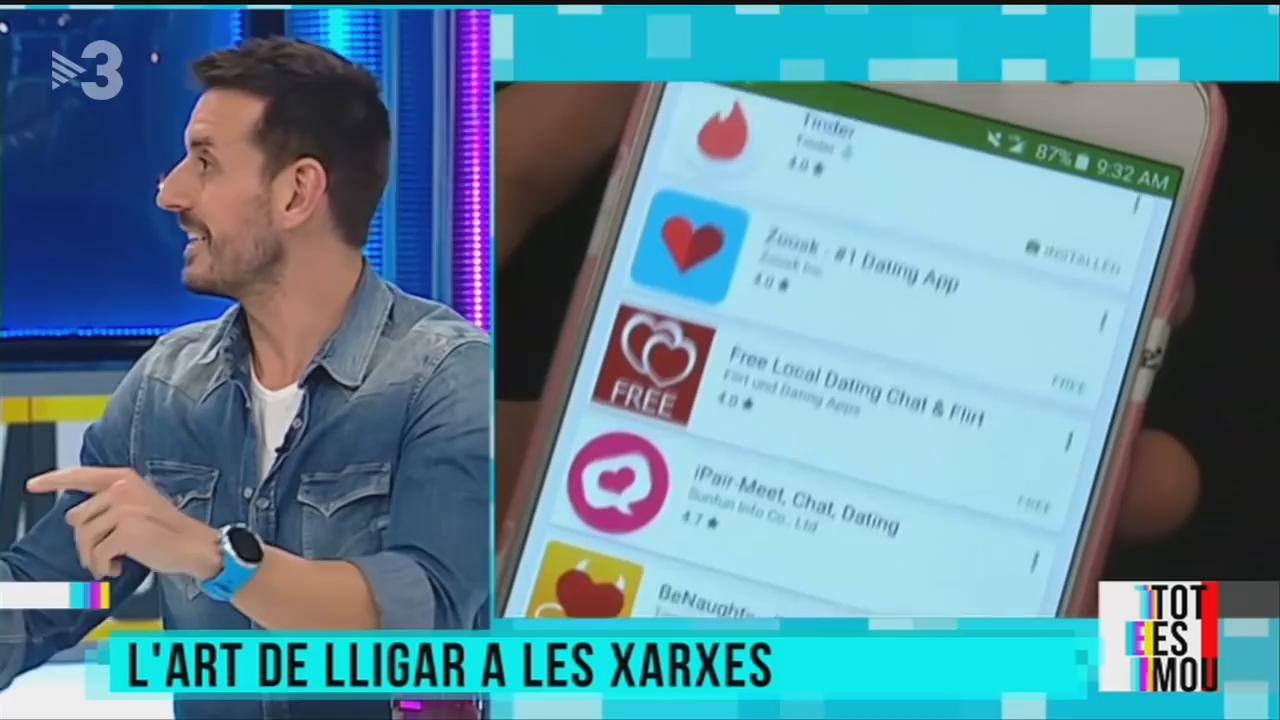 3
Tinder
Tinder
4.0 ★
87% 9:32 AM
INSTALLED
Zoosk - #1 Dating App
Zoosk Inc
4.0 ★
FREE
FREE
Free Local Dating Chat & Flirt
Flirt und Dating Apps
4.0 ★
FREE
iPair-Meet, Chat, Dating
Suntun Info Co., Ltd
4.7 ★
BeNaughty
L'ART DE LLIGAR A LES XARXES
TOT
ES
MOU